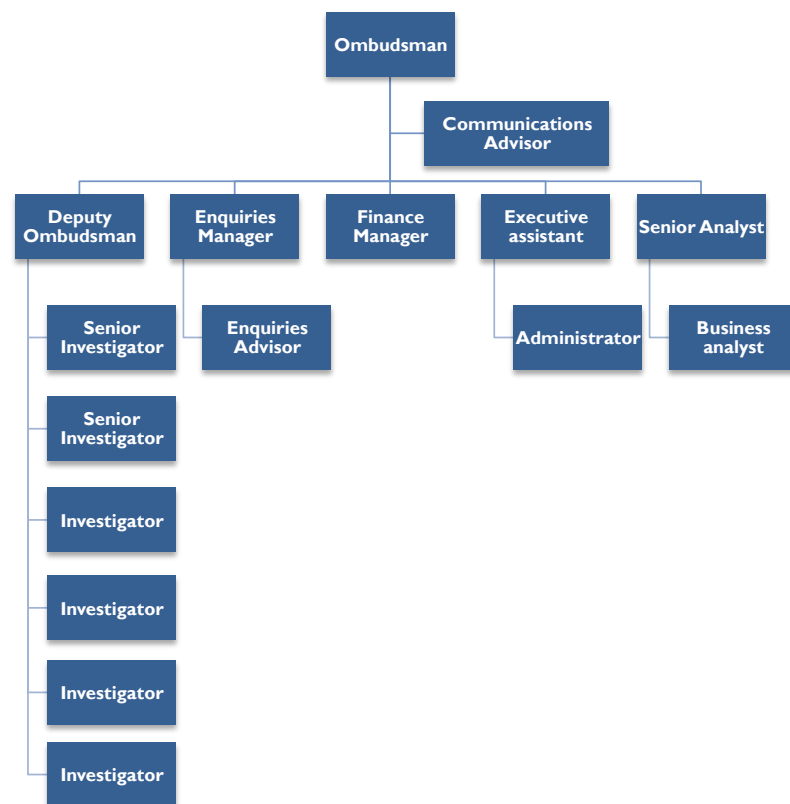 Ombudsman
Communications
Advisor
Deputy
Ombudsman
Enquiries
Manager
Finance
Manager
Executive
assistant
Senior Analyst
Senior
Investigator
Enquiries
Advisor
Administrator
Business
analyst
Senior
Investigator
Investigator
Investigator
Investigator
Investigator